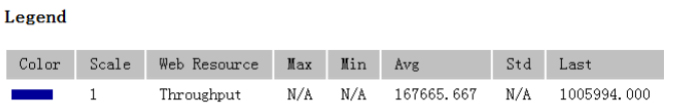 Legend
Color Scale Web Resource Max Min Avg Std Last
1 Throughput N/A N/A 167665.667 N/A 1005994.000